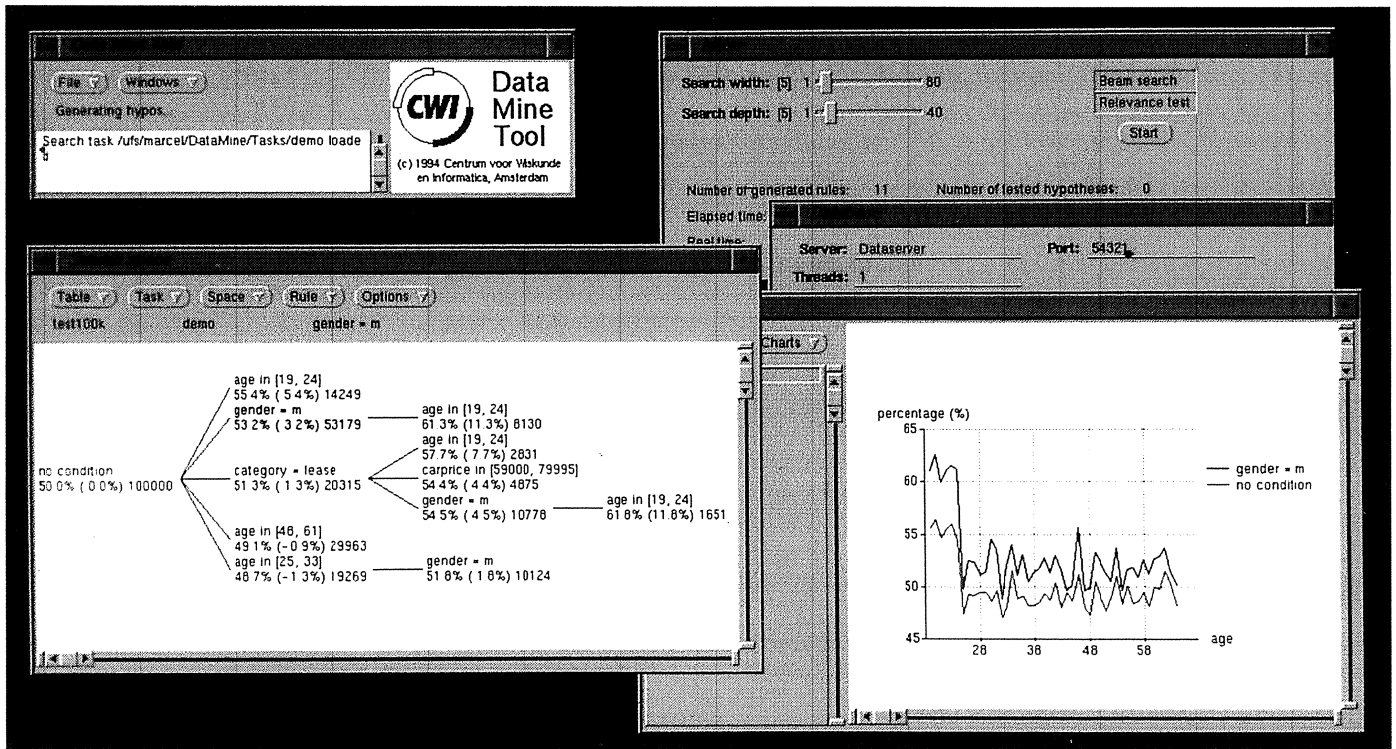 File Windows
Generating hypos.
Search task /ufs/marcel/DataMine/Tasks/demo loade
CWI
Data
Mine
Tool
(c) 1994 Centrum voor Wiskunde
en Informatica, Amsterdam
Search width: [5] 1 60
Search depth: [5] 1 40
Beam search
Relevance test
Start
Number of generated rules: 11 Number of tested hypotheses: 0
Elapsed time:
Real time:
Server: Dataserver Port: 54321
Threads: 1
Table Task Space Rule Options
test100k demo gender = m
no condition
50.0% ( 0.0%) 100000
age in [19, 24]
55.4% ( 5.4%) 14249
gender = m
53.2% ( 3.2%) 53179
age in [19, 24]
61.3% (11.3%) 8130
category = lease
51.3% ( 1.3%) 20315
age in [19, 24]
57.7% ( 7.7%) 2831
carprice in [59000, 79995]
54.4% ( 4.4%) 4875
gender = m
54.5% ( 4.5%) 10778
age in [19, 24]
61.8% (11.8%) 1651
age in [46, 61]
49.1% (-0.9%) 29963
age in [25, 33]
48.7% (-1.3%) 19269
gender = m
51.8% ( 1.8%) 10124
Charts
percentage (%)
65
60
55
50
45
28 38 48 58
age
gender = m
no condition